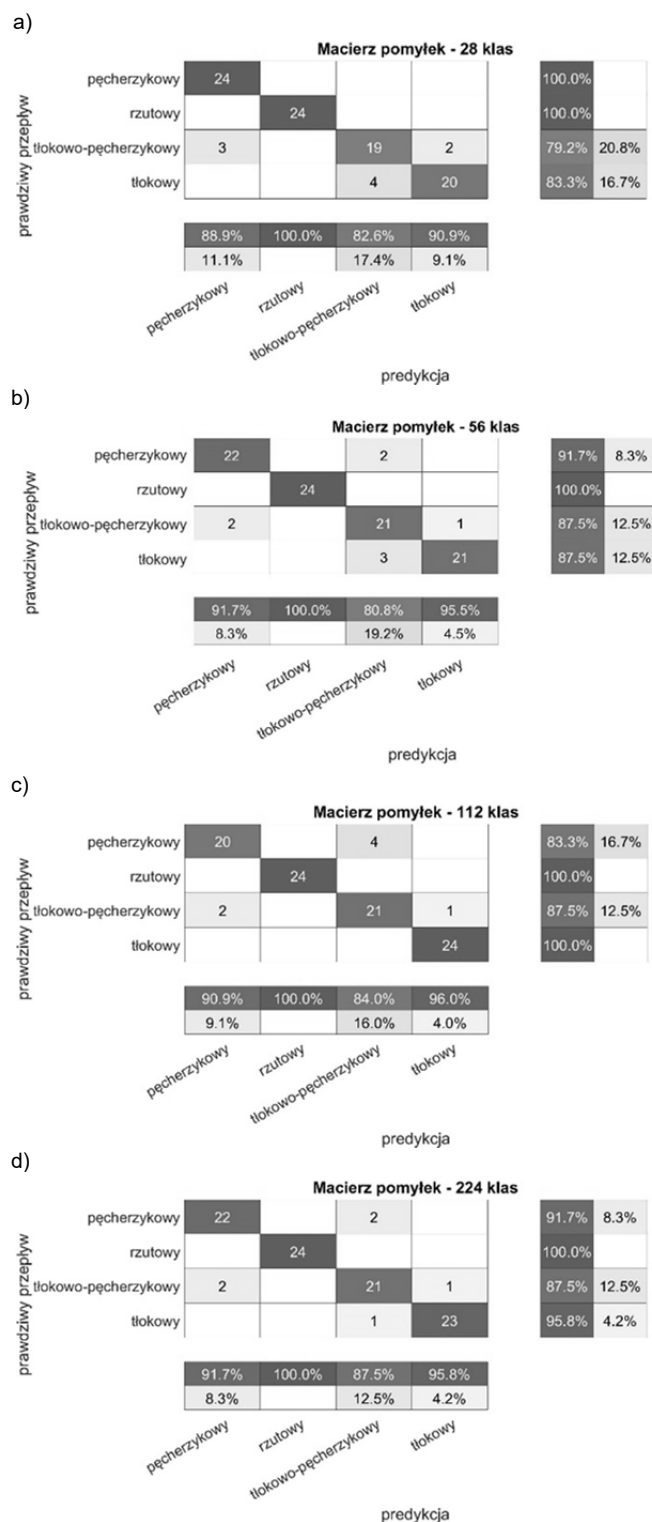 a)
Macierz pomyłek - 28 klas
prawdziwy przepływ
pęcherzykowy 24 100.0%
rzutowy 24 100.0%
tłokowo-pęcherzykowy 3 19 2 79.2% 20.8%
tłokowy 4 20 83.3% 16.7%
88.9% 100.0% 82.6% 90.9%
11.1% 17.4% 9.1%
pęcherzykowy rzutowy tłokowo-pęcherzykowy tłokowy
predykcja
b)
Macierz pomyłek - 56 klas
prawdziwy przepływ
pęcherzykowy 22 2 91.7% 8.3%
rzutowy 24 100.0%
tłokowo-pęcherzykowy 2 21 1 87.5% 12.5%
tłokowy 3 21 87.5% 12.5%
91.7% 100.0% 80.8% 95.5%
8.3% 19.2% 4.5%
pęcherzykowy rzutowy tłokowo-pęcherzykowy tłokowy
predykcja
c)
Macierz pomyłek - 112 klas
prawdziwy przepływ
pęcherzykowy 20 4 83.3% 16.7%
rzutowy 24 100.0%
tłokowo-pęcherzykowy 2 21 1 87.5% 12.5%
tłokowy 24 100.0%
90.9% 100.0% 84.0% 96.0%
9.1% 16.0% 4.0%
pęcherzykowy rzutowy tłokowo-pęcherzykowy tłokowy
predykcja
d)
Macierz pomyłek - 224 klas
prawdziwy przepływ
pęcherzykowy 22 2 91.7% 8.3%
rzutowy 24 100.0%
tłokowo-pęcherzykowy 2 21 1 87.5% 12.5%
tłokowy 1 23 95.8% 4.2%
91.7% 100.0% 87.5% 95.8%
8.3% 12.5% 4.2%
pęcherzykowy rzutowy tłokowo-pęcherzykowy tłokowy
predykcja